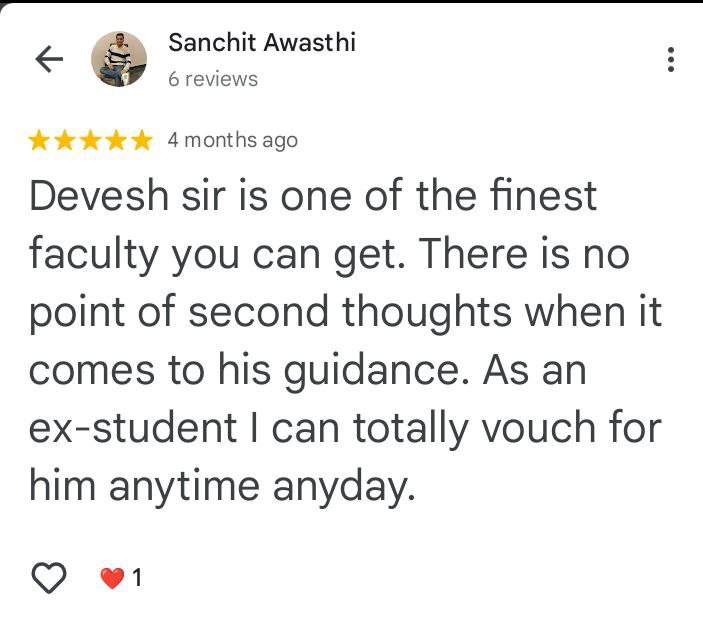 Sanchit Awasthi
6 reviews
4 months ago
Devesh sir is one of the finest
faculty you can get. There is no
point of second thoughts when it
comes to his guidance. As an
ex-student I can totally vouch for
him anytime anyday.
1